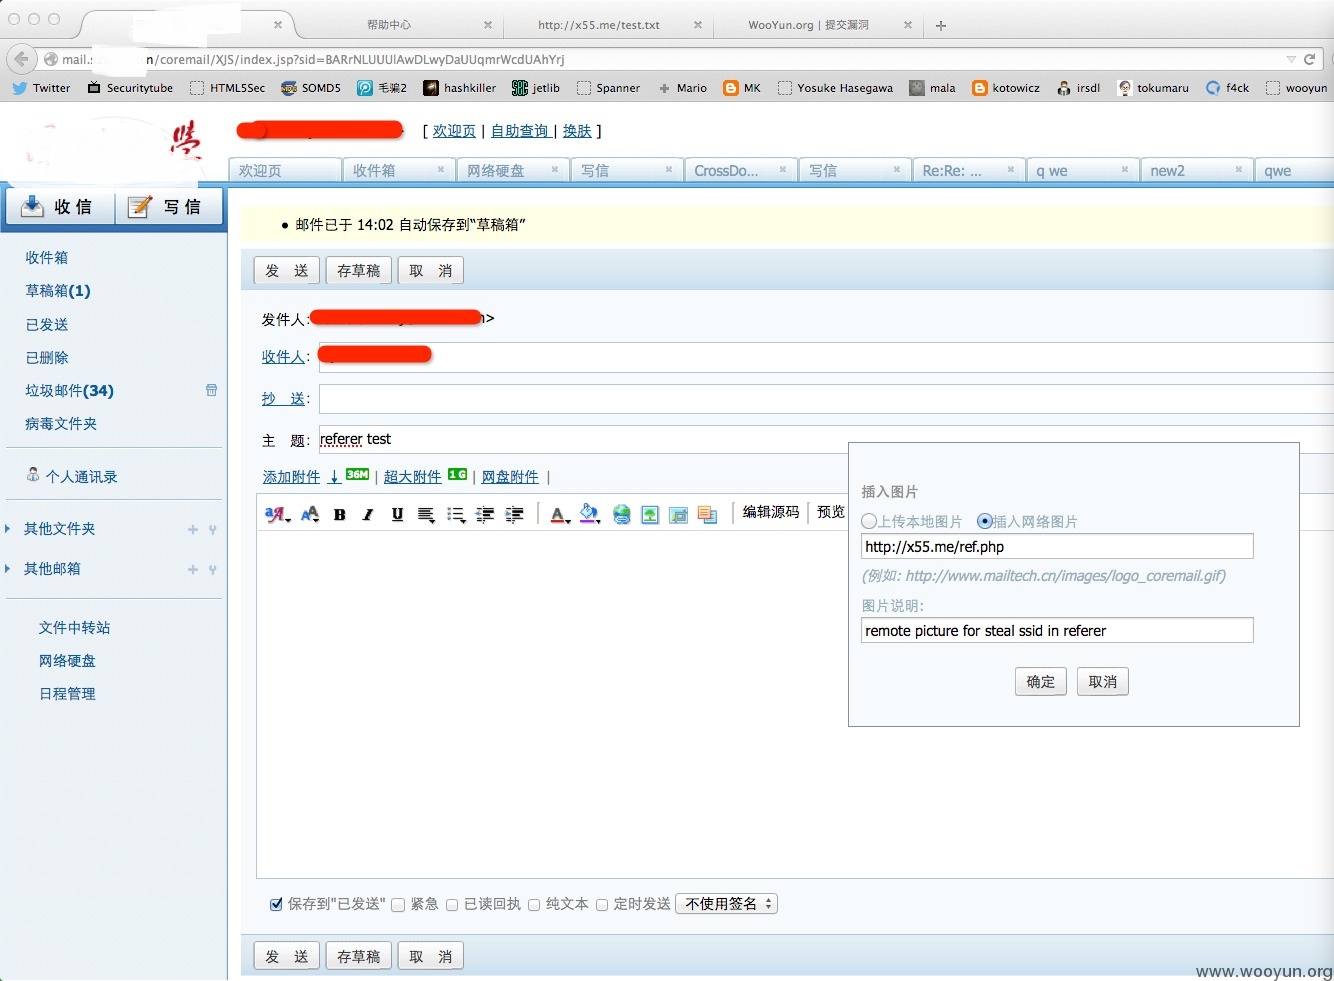 帮助中心
http://x55.me/test.txt
WooYun.org | 提交漏洞
mail.
n/coremail/XJS/index.jsp?sid=BARrNLUUUlAwDLwyDaUUqmrWcdUAhYrj
Twitter Securitytube HTML5Sec SOMD5 毛骗2 hashkiller jetlib Spanner Mario MK Yosuke Hasegawa mala kotowicz irsdl tokumaru f4ck wooyun
[ 欢迎页 | 自助查询 | 换肤 ]
欢迎页 收件箱 网络硬盘 写信 CrossDo... 写信 Re:Re: ... q we new2 qwe
收 信 写 信
• 邮件已于 14:02 自动保存到“草稿箱”
发 送 存草稿 取 消
收件箱
草稿箱(1)
已发送
已删除
垃圾邮件(34)
病毒文件夹
个人通讯录
其他文件夹
其他邮箱
文件中转站
网络硬盘
日程管理
发件人:
>
收件人:
抄 送:
主 题: referer test
添加附件 ↓ 36M | 超大附件 1 G | 网盘附件 |
B I U A 编辑源码 预览
插入图片
上传本地图片 插入网络图片
http://x55.me/ref.php
(例如: http://www.mailtech.cn/images/logo_coremail.gif)
图片说明:
remote picture for steal ssid in referer
确定 取消
保存到"已发送" 紧急 已读回执 纯文本 定时发送 不使用签名
发 送 存草稿 取 消
www.wooyun.org